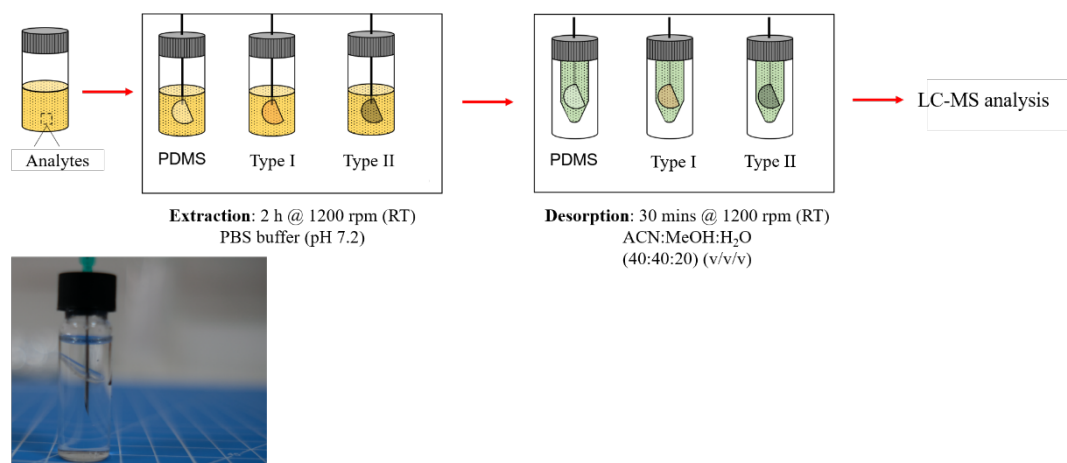 Analytes
PDMS
Type I
Type II
Extraction: 2 h @ 1200 rpm (RT)
PBS buffer (pH 7.2)
PDMS
Type I
Type II
Desorption: 30 mins @ 1200 rpm (RT)
ACN:MeOH:H₂O
(40:40:20) (v/v/v)
LC-MS analysis